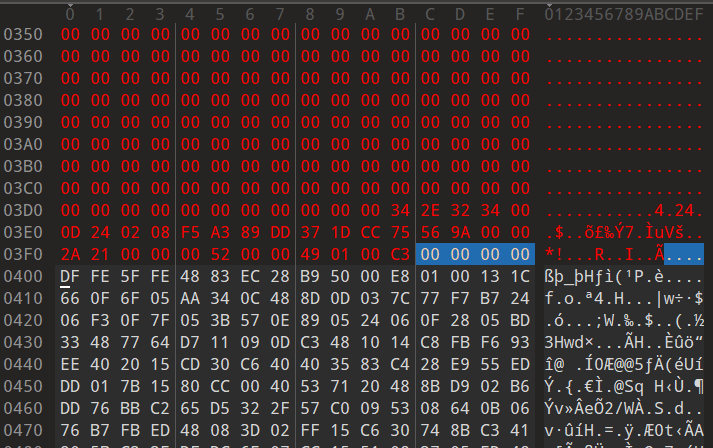 0 1 2 3 4 5 6 7 8 9 A B C D E F 0123456789ABCDEF
0350 00 00 00 00 00 00 00 00 00 00 00 00 00 00 00 00 ................
0360 00 00 00 00 00 00 00 00 00 00 00 00 00 00 00 00 ................
0370 00 00 00 00 00 00 00 00 00 00 00 00 00 00 00 00 ................
0380 00 00 00 00 00 00 00 00 00 00 00 00 00 00 00 00 ................
0390 00 00 00 00 00 00 00 00 00 00 00 00 00 00 00 00 ................
03A0 00 00 00 00 00 00 00 00 00 00 00 00 00 00 00 00 ................
03B0 00 00 00 00 00 00 00 00 00 00 00 00 00 00 00 00 ................
03C0 00 00 00 00 00 00 00 00 00 00 00 00 00 00 00 00 ................
03D0 00 00 00 00 00 00 00 00 00 00 00 34 2E 32 34 00 ...........4.24.
03E0 0D 24 02 08 F5 A3 89 DD 37 1D CC 75 56 9A 00 00 .$..õ£‰Ý7.ÌuVš..
03F0 2A 21 00 00 00 52 00 00 49 01 00 C3 00 00 00 00 *!...R..I..Ã....
0400 DF FE 5F FE 48 83 EC 28 B9 50 00 E8 01 00 13 1C ßþ_þHƒì(¹P.è....
0410 66 0F 6F 05 AA 34 0C 48 8D 0D 03 7C 77 F7 B7 24 f.o.ª4.H...|w÷·$
0420 06 F3 0F 7F 05 3B 57 0E 89 05 24 06 0F 28 05 BD .ó...;W.‰.$..(.½
0430 33 48 77 64 D7 11 09 0D C3 48 10 14 C8 FB F6 93 3Hwd×...ÃH..Èûö“
0440 EE 40 20 15 CD 30 C6 40 40 35 83 C4 28 E9 55 ED î@ .Í0Æ@@5ƒÄ(éUí
0450 DD 01 7B 15 80 CC 00 40 53 71 20 48 8B D9 02 B6 Ý.{.€Ì.@Sq H‹Ù.¶
0460 DD 76 BB C2 65 D5 32 2F 57 C0 09 53 08 64 0B 06 Ýv»ÂeÕ2/WÀ.S.d..
0470 76 B7 FB ED 48 08 3D 02 FF 15 C6 30 74 8B C3 41 v·ûíH.=.ÿ.Æ0t‹ÃA